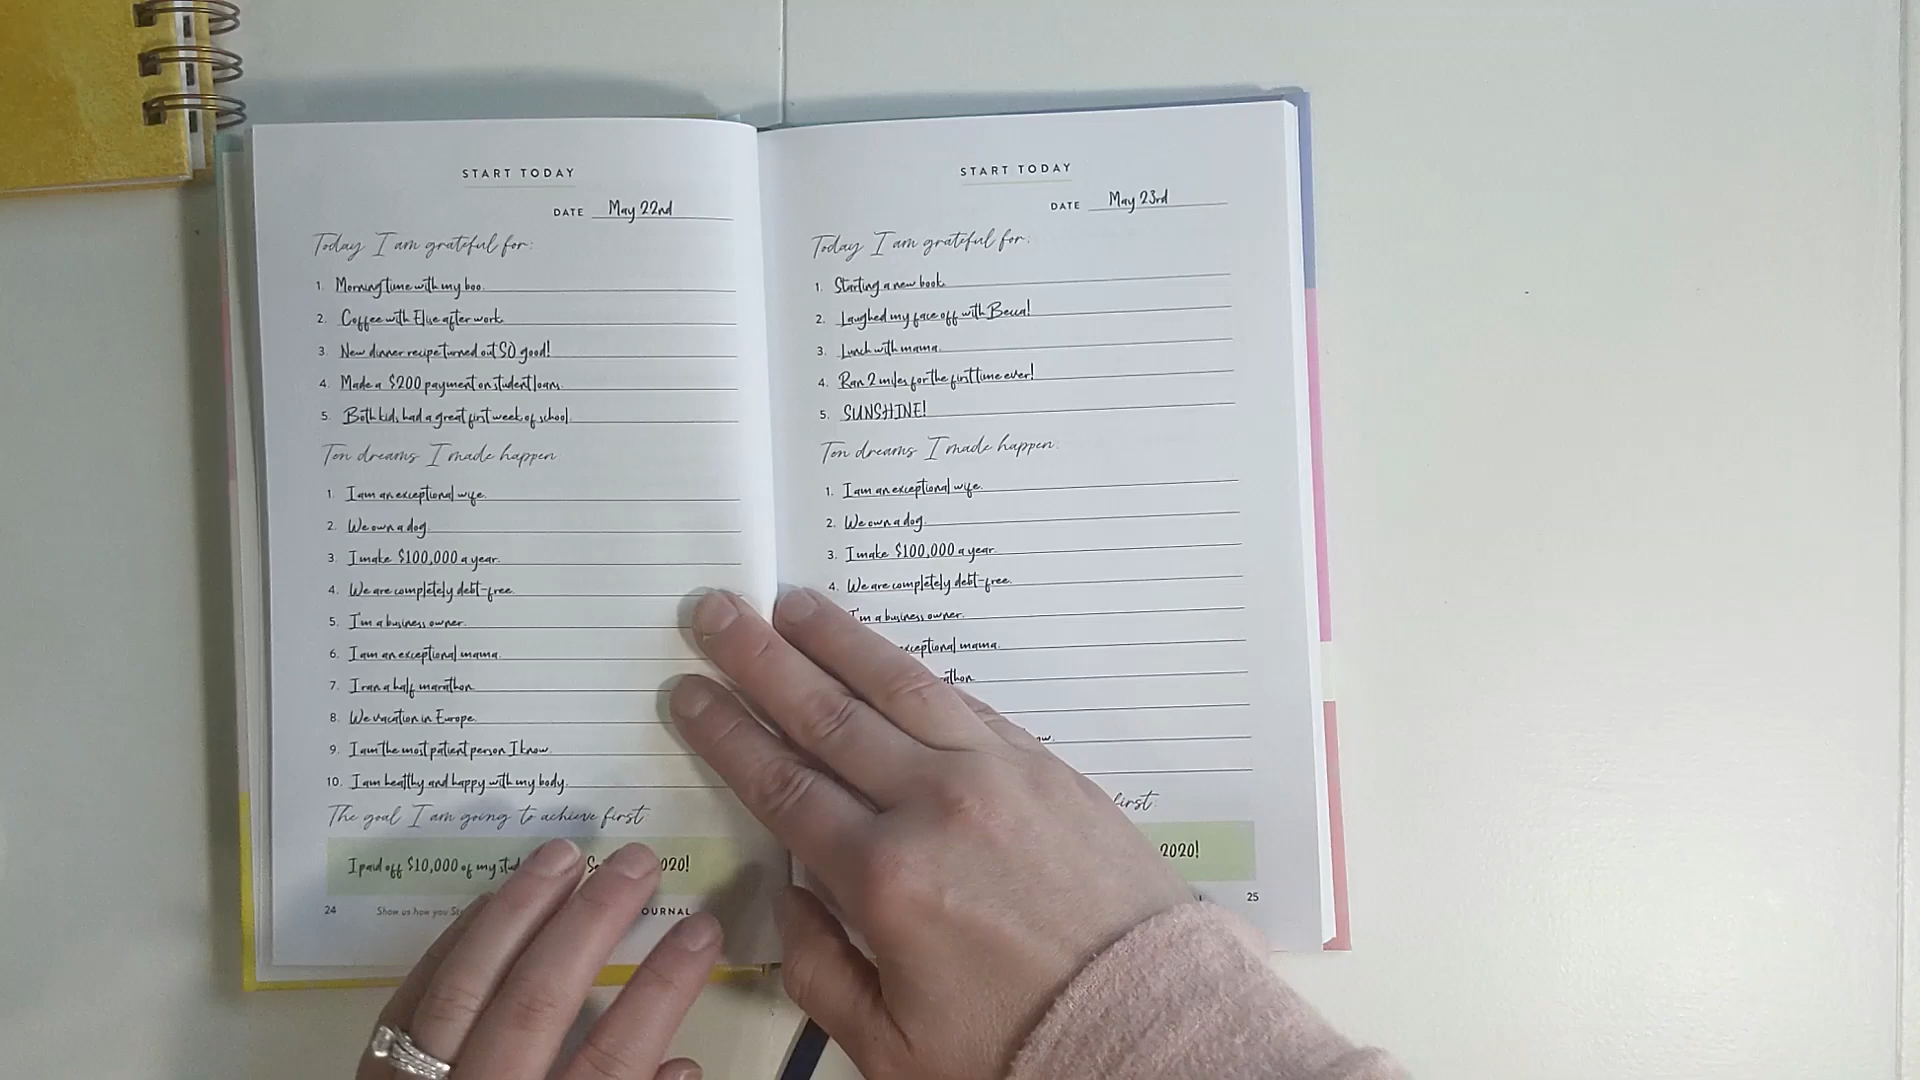 START TODAY
DATE May 22nd
Today I am grateful for:
1. Morning time with my boo.
2. Coffee with Elise after work.
3. New dinner recipe turned out SO good!
4. Made a $200 payment on student loans.
5. Both kids had a great first week of school.
Ten dreams I made happen:
1. I am an exceptional wife.
2. We own a dog.
3. I make $100,000 a year.
4. We are completely debt-free.
5. I'm a business owner.
6. I am an exceptional mama.
7. I ran a half marathon.
8. We vacation in Europe.
9. I am the most patient person I know.
10. I am healthy and happy with my body.
The goal I am going to achieve first:
I paid off $10,000 of my 2020!
24 Show us how you
START TODAY
DATE May 23rd
Today I am grateful for:
1. Starting a new book.
2. Laughed my face off with Becca!
3. Lunch with mama.
4. Ran 2 miles for the first time ever!
5. SUNSHINE!
Ten dreams I made happen:
1. I am an exceptional wife.
2. We own a dog.
3. I make $100,000 a year.
4. We are completely debt-free.
I'm a business owner.
exceptional mama.
first:
2020!
25